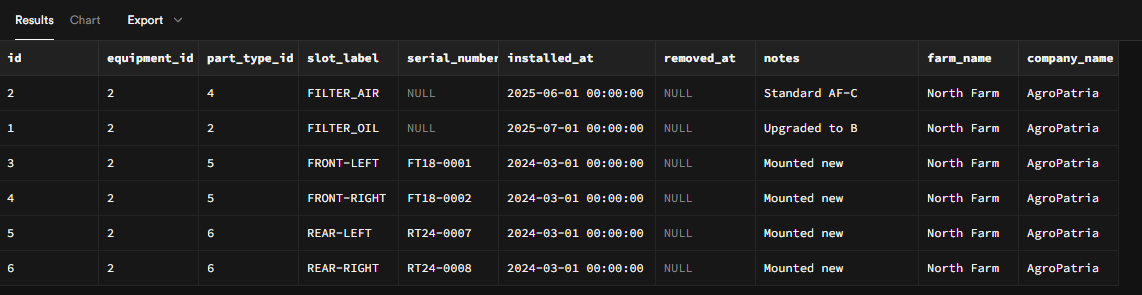 Results Chart Export
id equipment_id part_type_id slot_label serial_number installed_at removed_at notes farm_name company_name
2 2 4 FILTER_AIR NULL 2025-06-01 00:00:00 NULL Standard AF-C North Farm AgroPatria
1 2 2 FILTER_OIL NULL 2025-07-01 00:00:00 NULL Upgraded to B North Farm AgroPatria
3 2 5 FRONT-LEFT FT18-0001 2024-03-01 00:00:00 NULL Mounted new North Farm AgroPatria
4 2 5 FRONT-RIGHT FT18-0002 2024-03-01 00:00:00 NULL Mounted new North Farm AgroPatria
5 2 6 REAR-LEFT RT24-0007 2024-03-01 00:00:00 NULL Mounted new North Farm AgroPatria
6 2 6 REAR-RIGHT RT24-0008 2024-03-01 00:00:00 NULL Mounted new North Farm AgroPatria